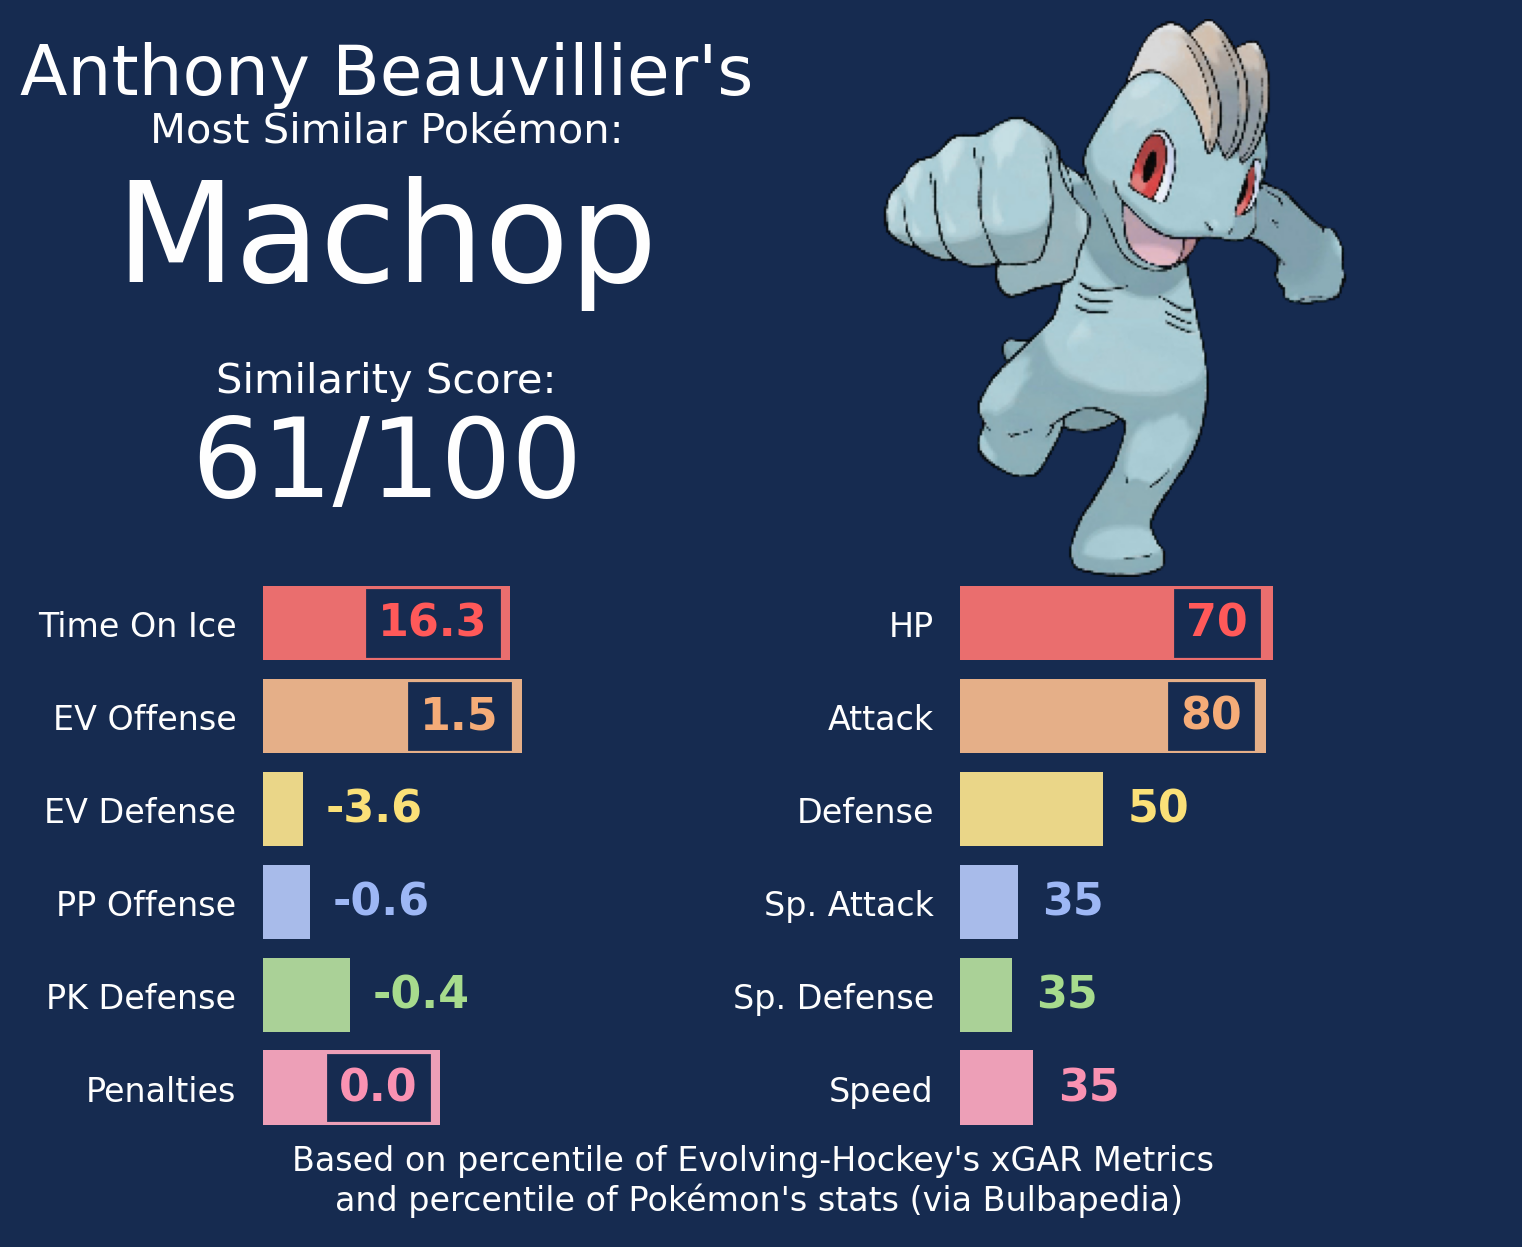 Anthony Beauvillier's
Most Similar Pokémon:
Machop
Similarity Score:
61/100
Time On Ice 16.3
EV Offense 1.5
EV Defense -3.6
PP Offense -0.6
PK Defense -0.4
Penalties 0.0
HP 70
Attack 80
Defense 50
Sp. Attack 35
Sp. Defense 35
Speed 35
Based on percentile of Evolving-Hockey's xGAR Metrics
and percentile of Pokémon's stats (via Bulbapedia)